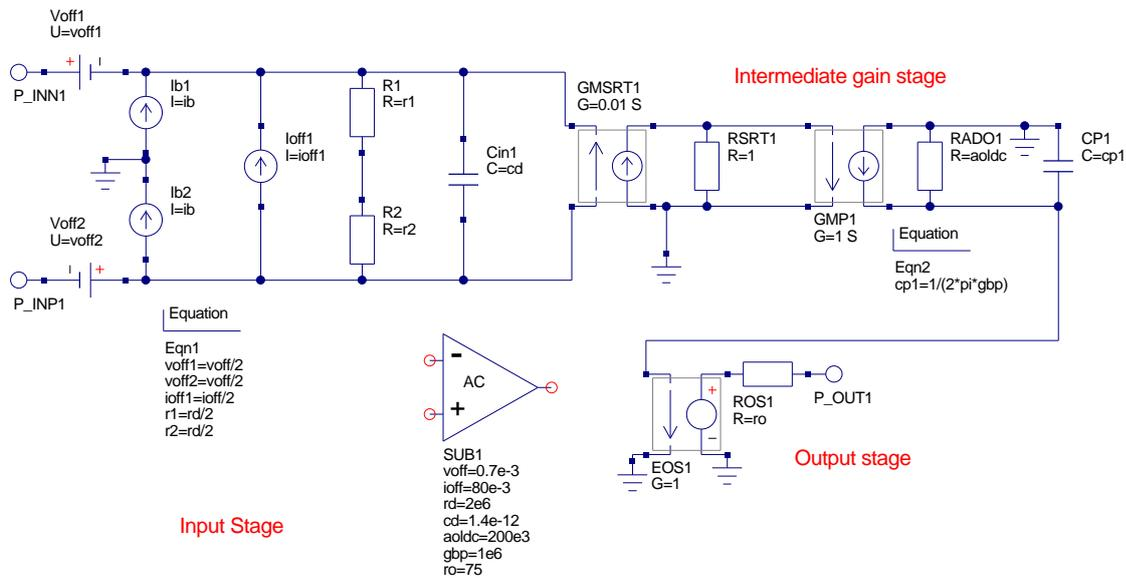 Voff1
U=voff1
+
P_INN1
Ib1
I=ib
Ioff1
I=ioff1
R1
R=r1
Cin1
C=cd
Ib2
I=ib
R2
R=r2
Voff2
U=voff2
+
P_INP1
Equation
Eqn1
voff1=voff/2
voff2=voff/2
ioff1=ioff/2
r1=rd/2
r2=rd/2
Input Stage
GMSRT1
G=0.01 S
Intermediate gain stage
RSRT1
R=1
GMP1
G=1 S
RADO1
R=aoldc
CP1
C=cp1
Equation
Eqn2
cp1=1/(2*pi*gbp)
-
AC
+
SUB1
voff=0.7e-3
ioff=80e-3
rd=2e6
cd=1.4e-12
aoldc=200e3
gbp=1e6
ro=75
+
−
EOS1
G=1
ROS1
R=ro
P_OUT1
Output stage